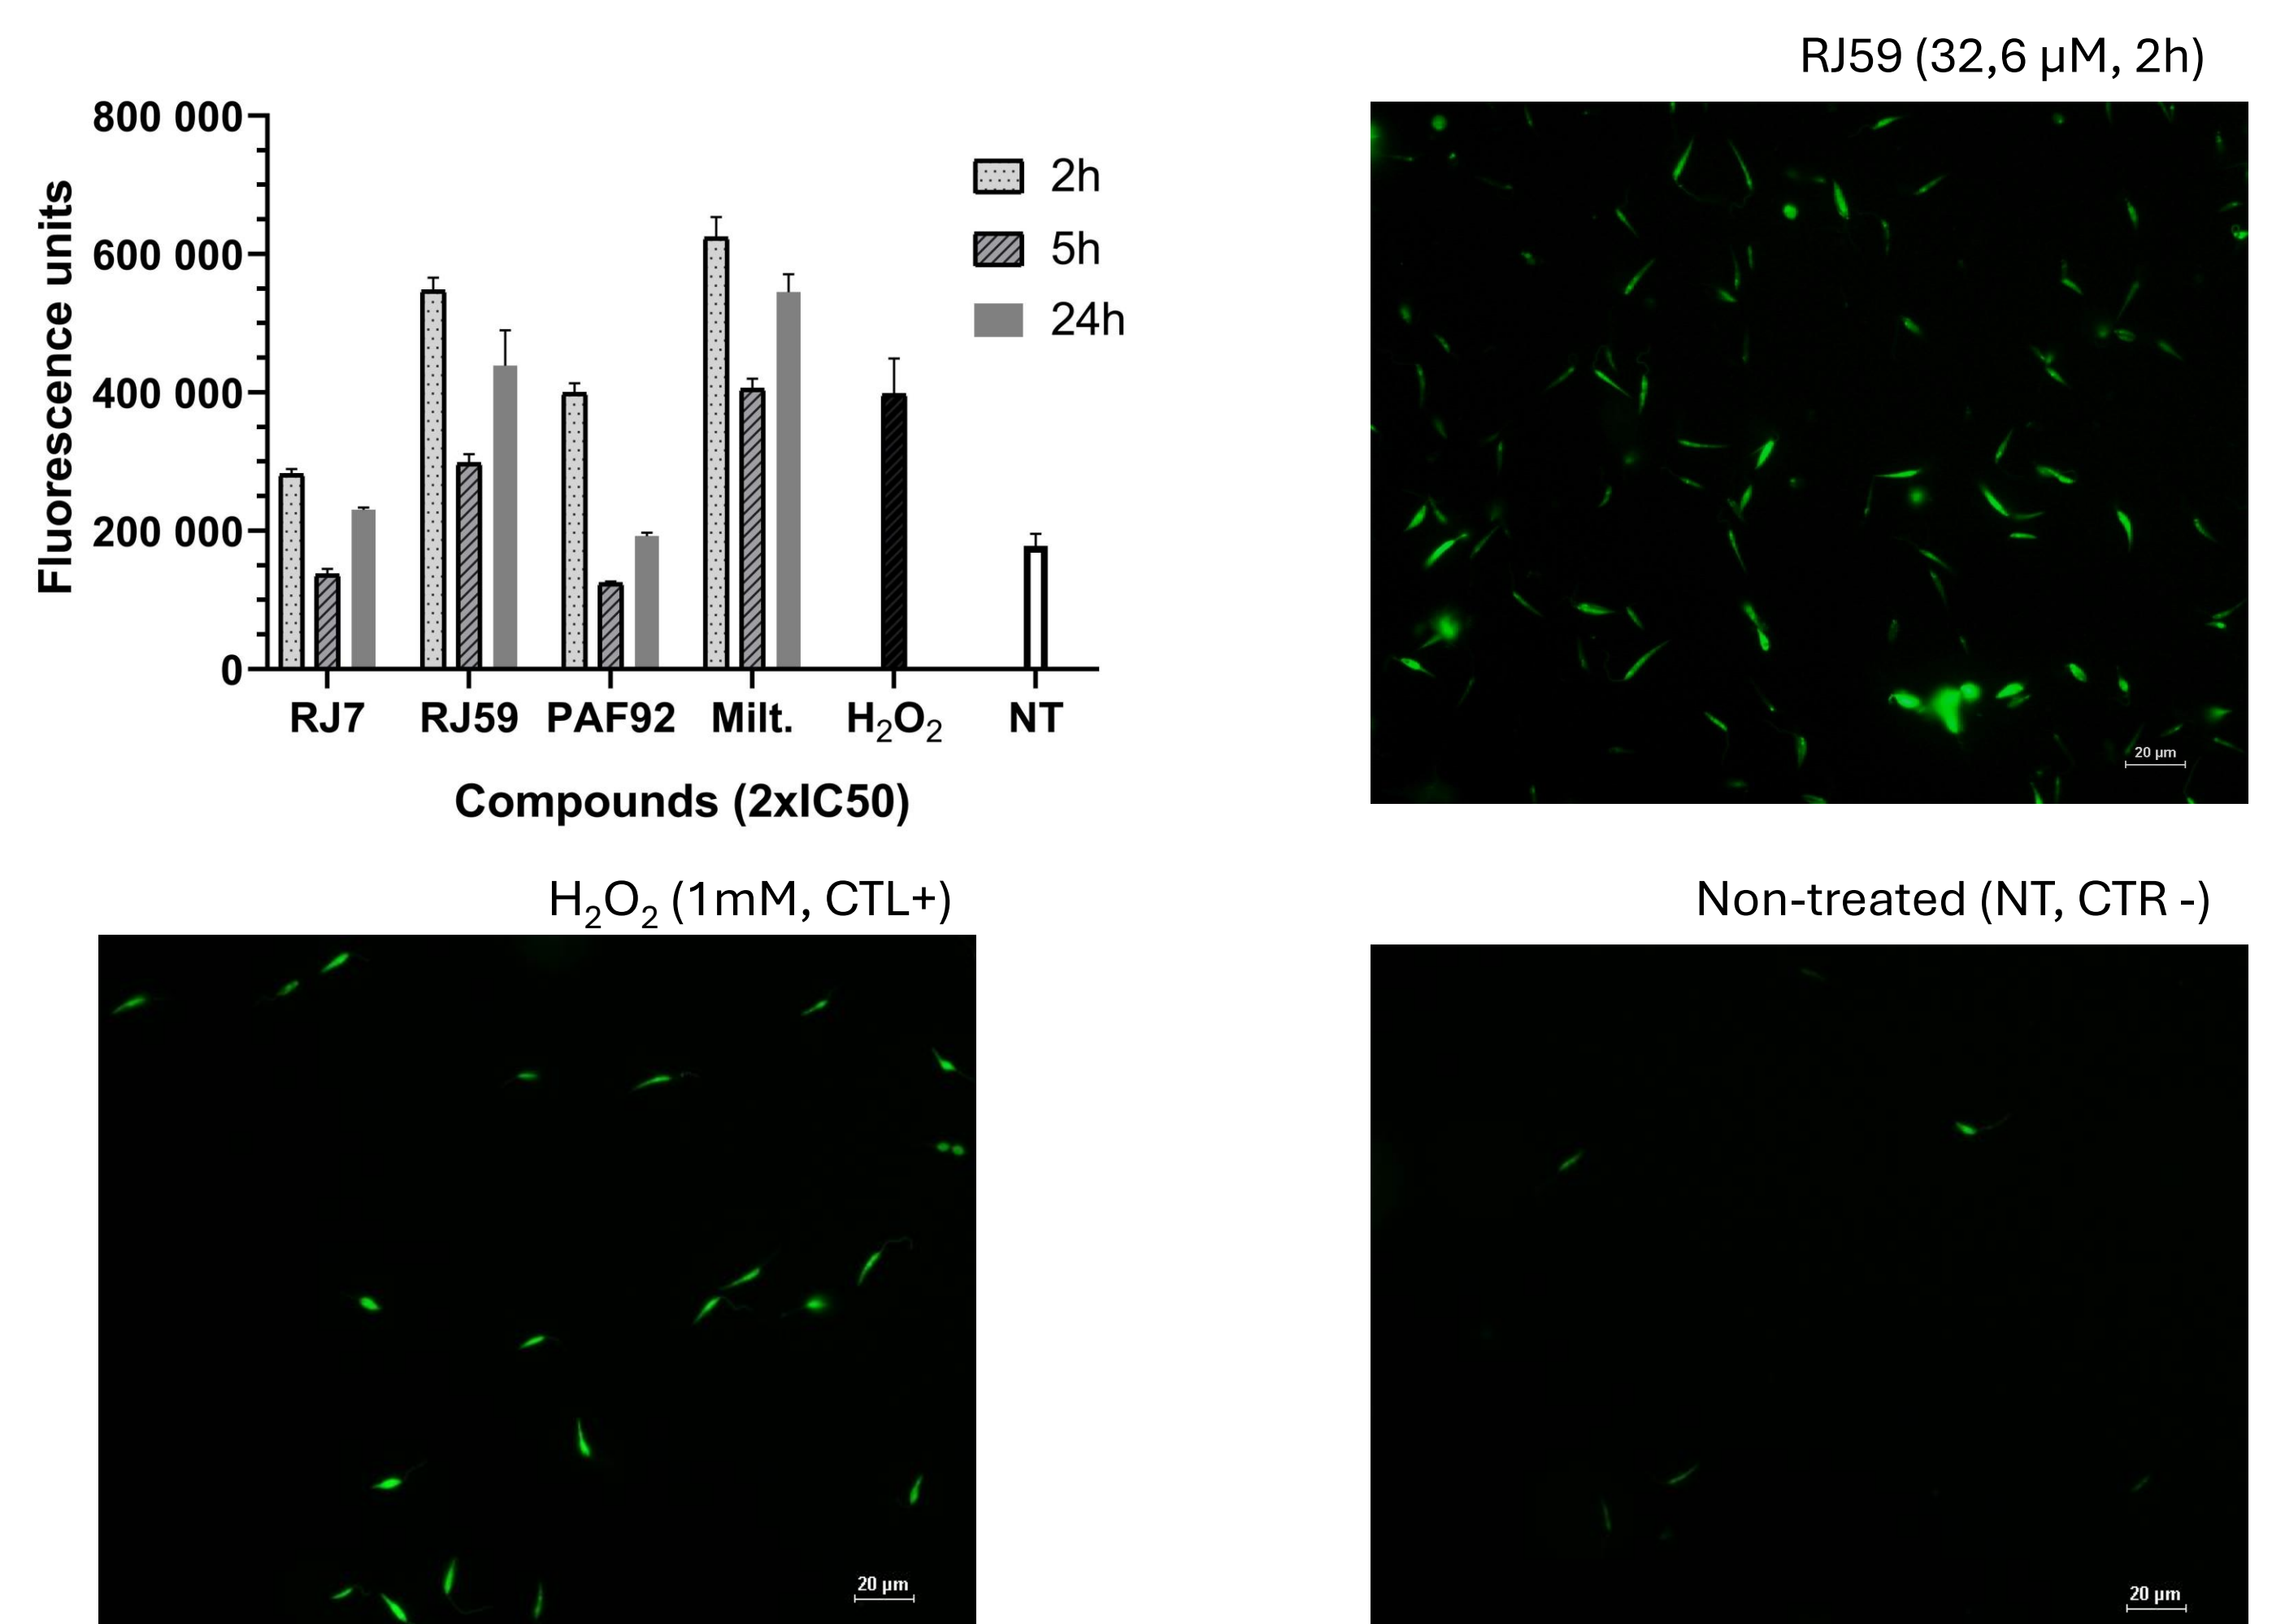 RJ59 (32,6 µM, 2h)
800 000
600 000
400 000
200 000
0
Fluorescence units
2h
5h
24h
RJ7 RJ59 PAF92 Milt. H₂O₂ NT
Compounds (2xIC50)
20 µm
H₂O₂ (1mM, CTL+)
Non-treated (NT, CTR -)
20 µm
20 µm